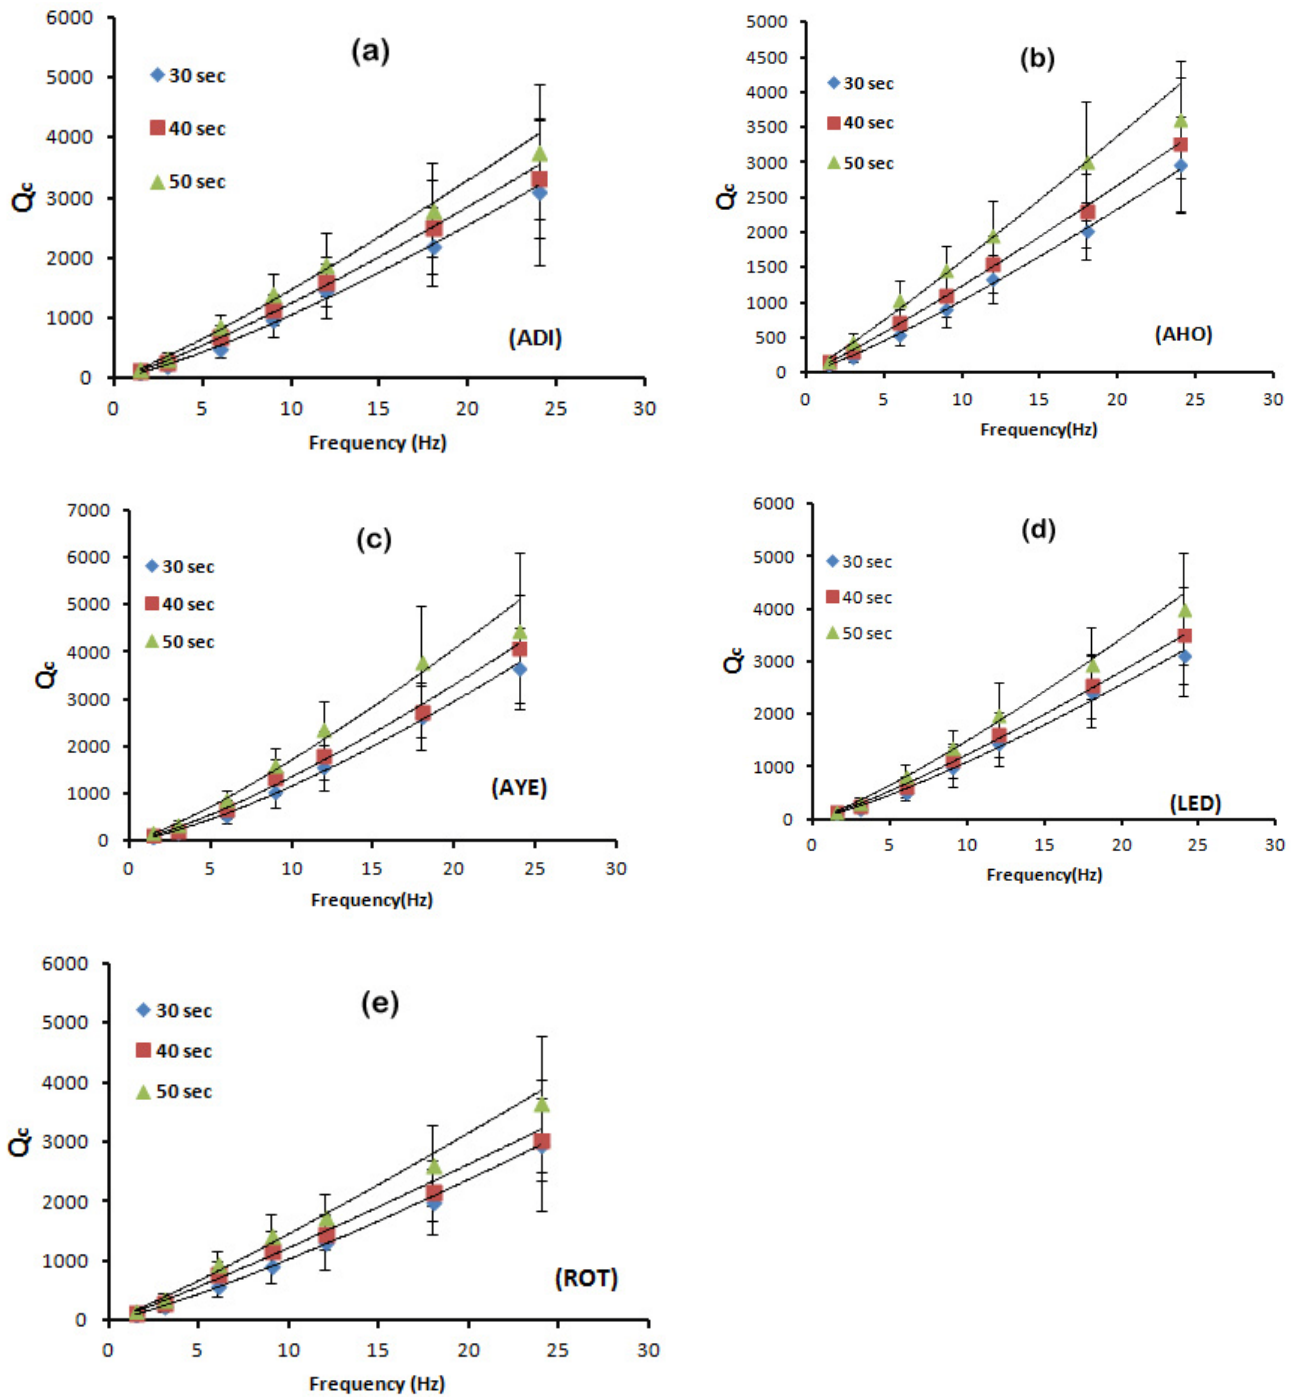 6000
5000
4000
3000
2000
1000
0
(a)
30 sec
40 sec
50 sec
Qc
(ADI)
0 5 10 15 20 25 30
Frequency (Hz)
5000
4500
4000
3500
3000
2500
2000
1500
1000
500
0
(b)
30 sec
40 sec
50 sec
Qc
(AHO)
0 5 10 15 20 25 30
Frequency(Hz)
7000
6000
5000
4000
3000
2000
1000
0
(c)
30 sec
40 sec
50 sec
Qc
(AYE)
0 5 10 15 20 25 30
Frequency(Hz)
6000
5000
4000
3000
2000
1000
0
(d)
30 sec
40 sec
50 sec
Qc
(LED)
0 5 10 15 20 25 30
Frequency(Hz)
6000
5000
4000
3000
2000
1000
0
(e)
30 sec
40 sec
50 sec
Qc
(ROT)
0 5 10 15 20 25 30
Frequency (Hz)